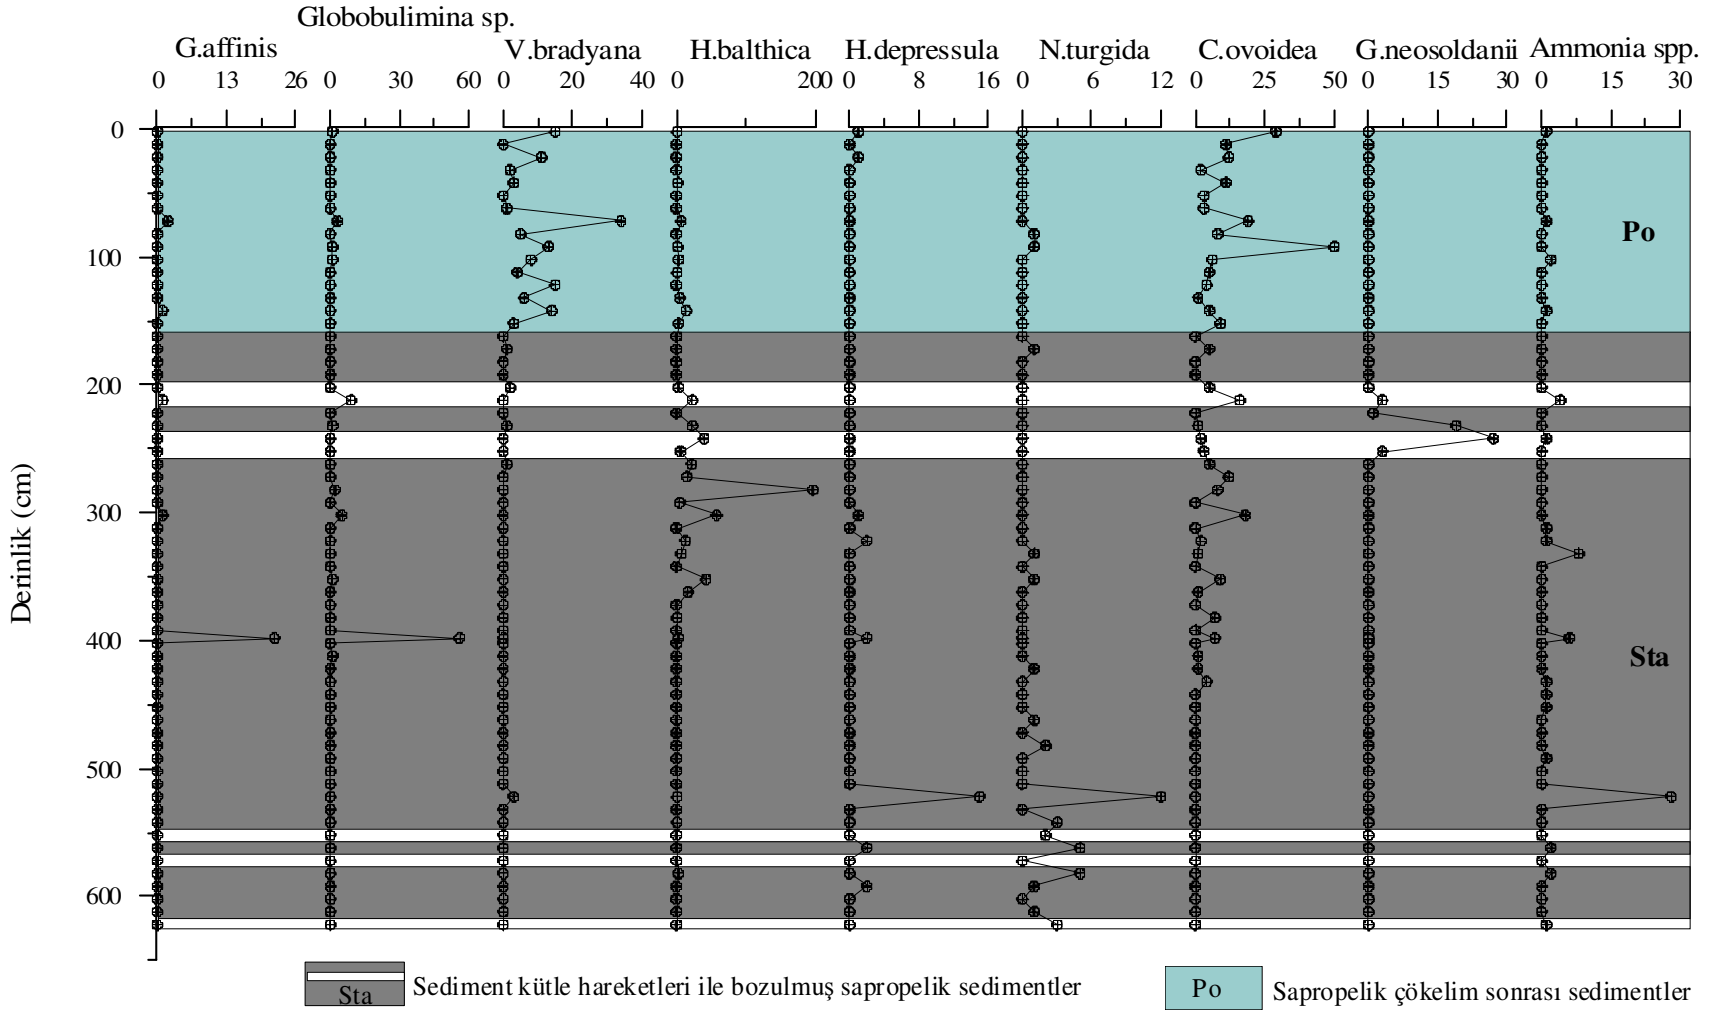 Globobulimina sp.
G.affinis V.bradyana H.balthica H.depressula N.turgida C.ovoidea G.neosoldanii Ammonia spp.
0 13 26 0 30 60 0 20 40 0 200 0 8 16 0 6 12 0 25 50 0 15 30 0 15 30
0
100
200
300
400
500
600
Derinlik (cm)
Po
Sta
Sta Sediment kütle hareketleri ile bozulmuş sapropelik sedimentler
Po Sapropelik çökelim sonrası sedimentler